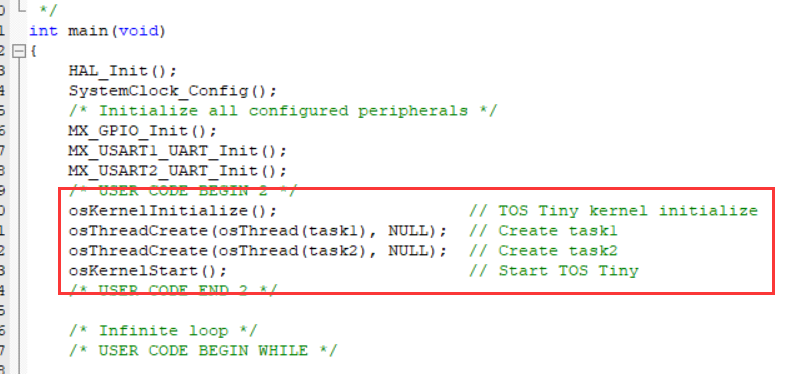 0 */
1 int main(void)
2 {
3 HAL_Init();
4 SystemClock_Config();
5 /* Initialize all configured peripherals */
6 MX_GPIO_Init();
7 MX_USART1_UART_Init();
8 MX_USART2_UART_Init();
9 /* USER CODE BEGIN 2 */
0 osKernelInitialize(); // TOS Tiny kernel initialize
1 osThreadCreate(osThread(task1), NULL); // Create task1
2 osThreadCreate(osThread(task2), NULL); // Create task2
3 osKernelStart(); // Start TOS Tiny
4 /* USER CODE END 2 */
5
6 /* Infinite loop */
7 /* USER CODE BEGIN WHILE */
8